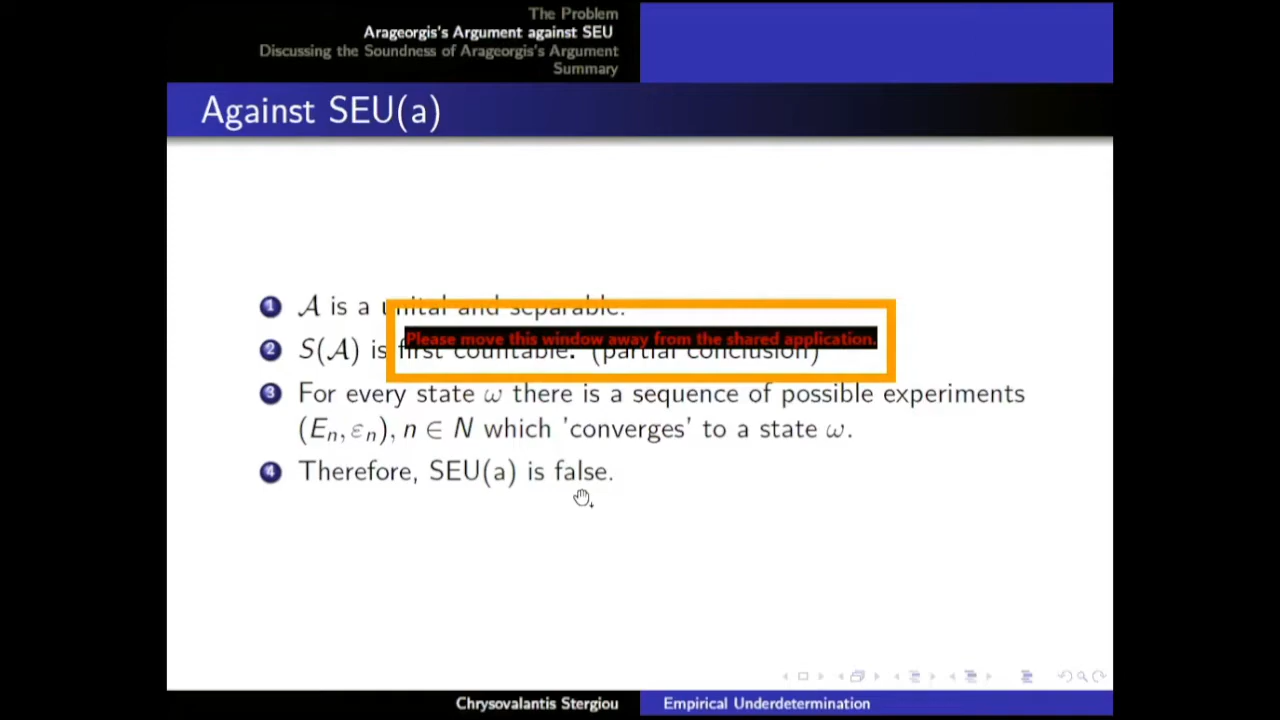 The Problem
Arageorgis's Argument against SEU
Discussing the Soundness of Arageorgis's Argument
Summary
Against SEU(a)
1 𝒜 is a unital and separable.
2 S(𝒜) is first countable. (partial conclusion)
Please move this window away from the shared application.
3 For every state ω there is a sequence of possible experiments
(Eₙ, εₙ), n ∈ N which 'converges' to a state ω.
4 Therefore, SEU(a) is false.
Chrysovalantis Stergiou
Empirical Underdetermination